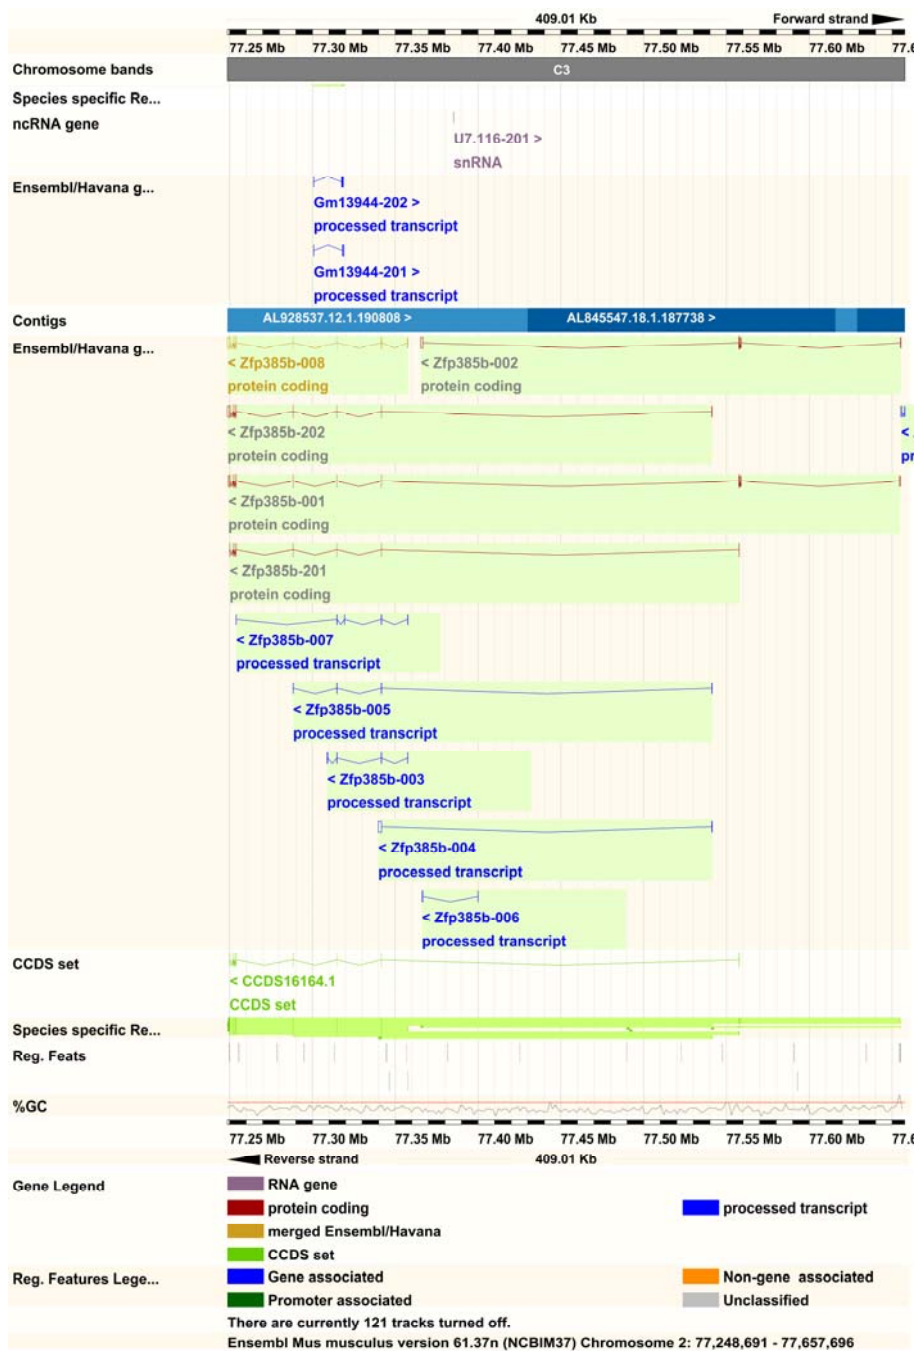 409.01 Kb Forward strand
77.25 Mb 77.30 Mb 77.35 Mb 77.40 Mb 77.45 Mb 77.50 Mb 77.55 Mb 77.60 Mb 77.6
Chromosome bands C3
Species specific Re...
ncRNA gene
U7.116-201 >
snRNA
Ensembl/Havana g...
Gm13944-202 >
processed transcript
Gm13944-201 >
processed transcript
Contigs AL928537.12.1.190808 > AL845547.18.1.187738 >
Ensembl/Havana g...
< Zfp385b-008 < Zfp385b-002
protein coding protein coding
< Zfp385b-202 <
protein coding pr
< Zfp385b-001
protein coding
< Zfp385b-201
protein coding
< Zfp385b-007
processed transcript
< Zfp385b-005
processed transcript
< Zfp385b-003
processed transcript
< Zfp385b-004
processed transcript
< Zfp385b-006
processed transcript
CCDS set
< CCDS16164.1
CCDS set
Species specific Re...
Reg. Feats
%GC
77.25 Mb 77.30 Mb 77.35 Mb 77.40 Mb 77.45 Mb 77.50 Mb 77.55 Mb 77.60 Mb 77.6
Reverse strand 409.01 Kb
Gene Legend RNA gene
protein coding processed transcript
merged Ensembl/Havana
CCDS set
Reg. Features Lege... Gene associated Non-gene associated
Promoter associated Unclassified
There are currently 121 tracks turned off.
Ensembl Mus musculus version 61.37n (NCBIM37) Chromosome 2: 77,248,691 - 77,657,696